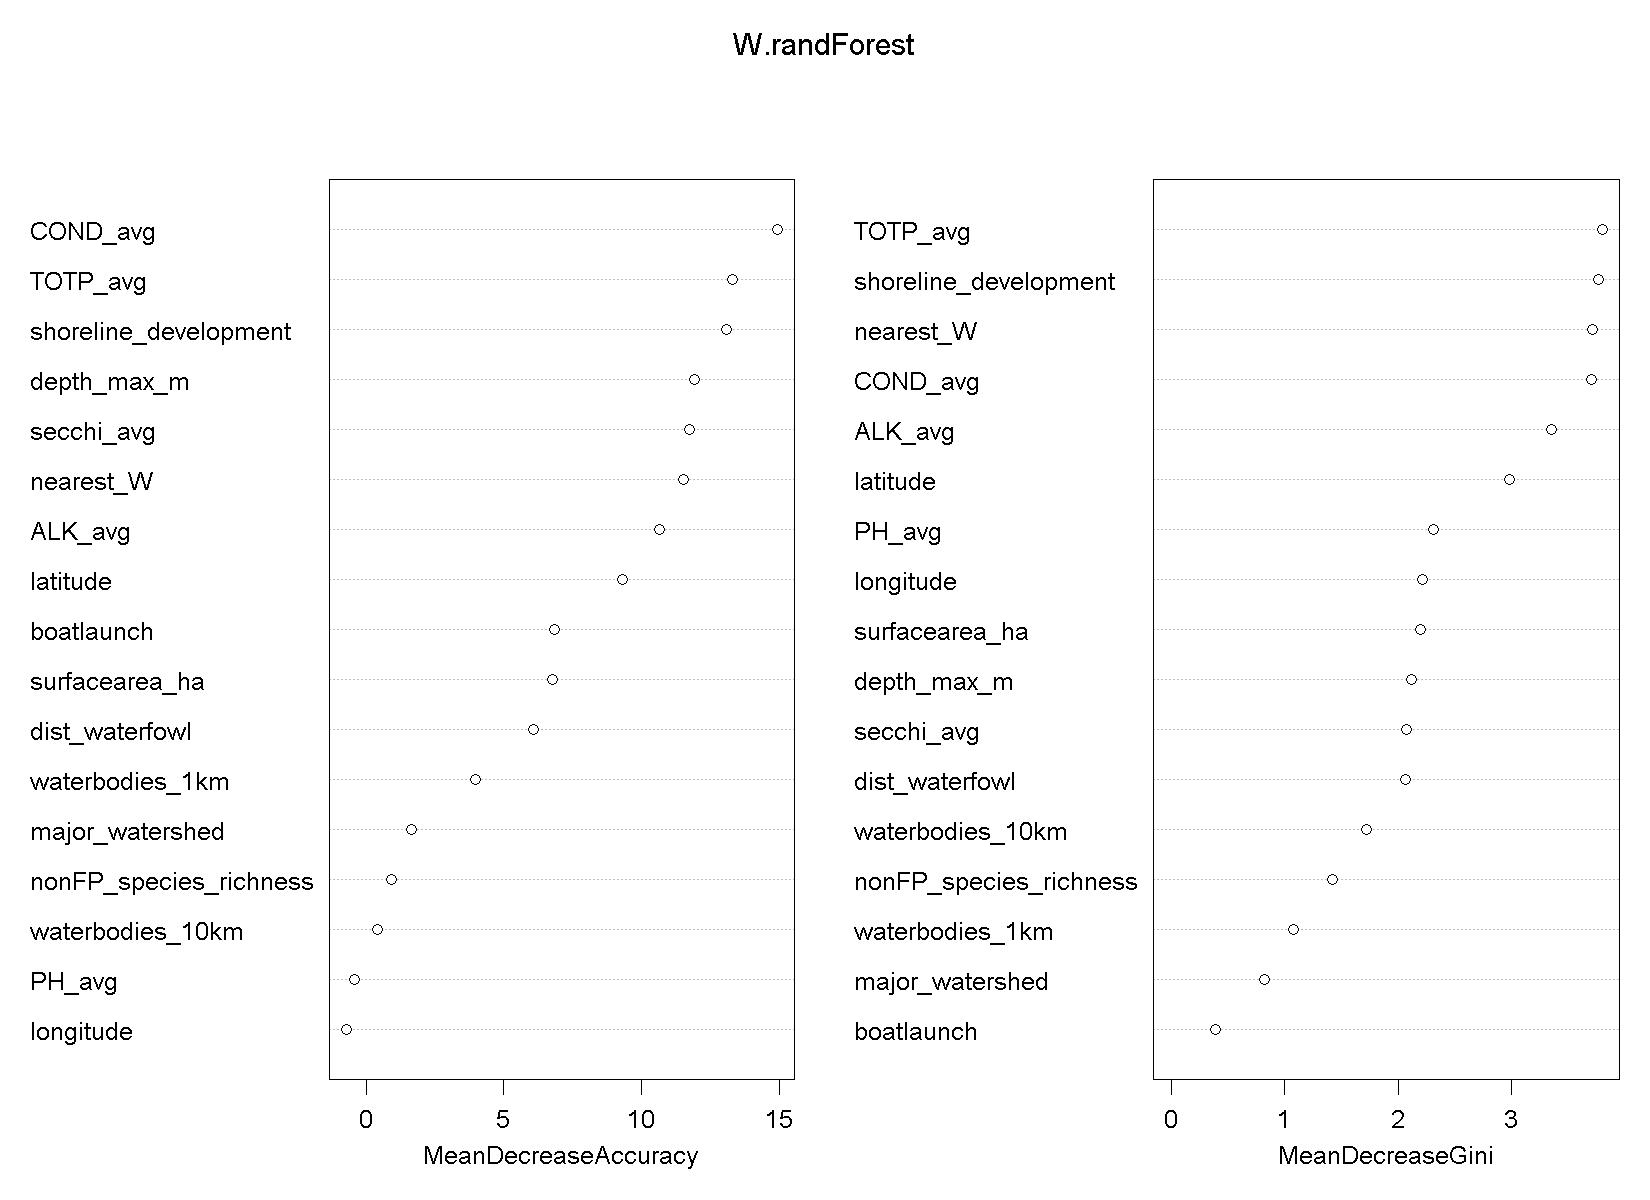 W.randForest
COND_avg
TOTP_avg
shoreline_development
depth_max_m
secchi_avg
nearest_W
ALK_avg
latitude
boatlaunch
surfacearea_ha
dist_waterfowl
waterbodies_1km
major_watershed
nonFP_species_richness
waterbodies_10km
PH_avg
longitude
0 5 10 15
MeanDecreaseAccuracy
TOTP_avg
shoreline_development
nearest_W
COND_avg
ALK_avg
latitude
PH_avg
longitude
surfacearea_ha
depth_max_m
secchi_avg
dist_waterfowl
waterbodies_10km
nonFP_species_richness
waterbodies_1km
major_watershed
boatlaunch
0 1 2 3
MeanDecreaseGini